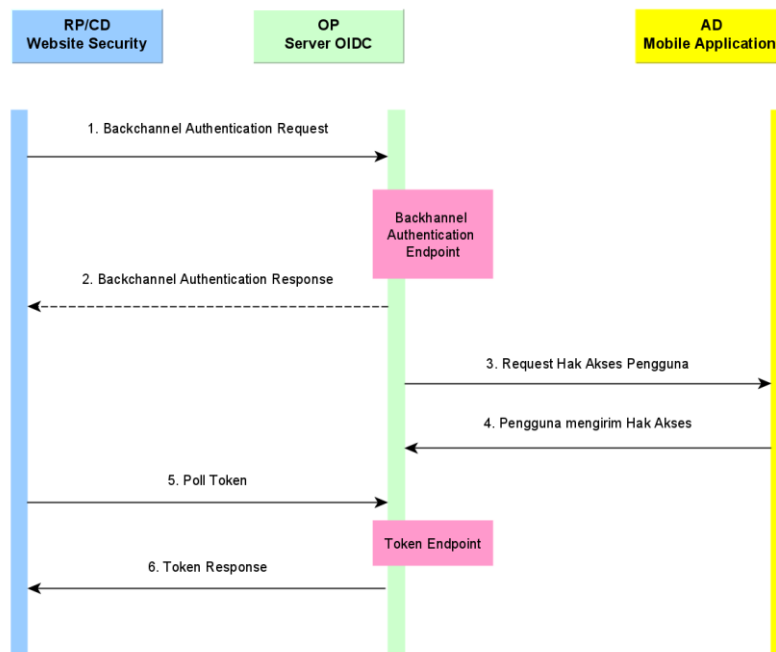 RP/CD
Website Security
OP
Server OIDC
AD
Mobile Application
1. Backchannel Authentication Request
Backhannel
Authentication
Endpoint
2. Backchannel Authentication Response
3. Request Hak Akses Pengguna
4. Pengguna mengirim Hak Akses
5. Poll Token
Token Endpoint
6. Token Response